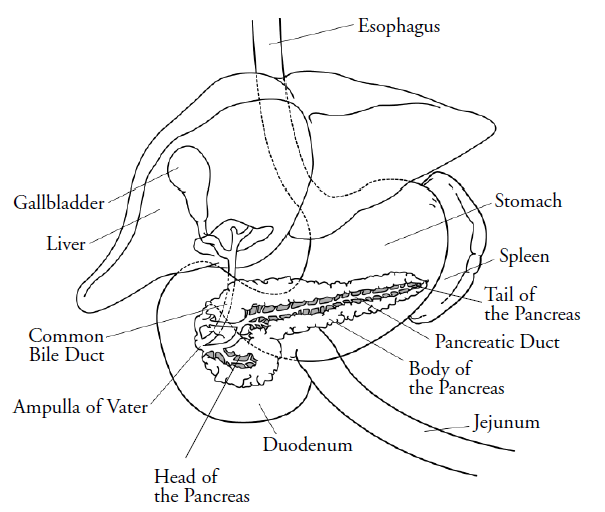 Esophagus
Gallbladder
Stomach
Liver
Spleen
Tail of
the Pancreas
Common
Bile Duct
Pancreatic Duct
Body of
the Pancreas
Ampulla of Vater
Jejunum
Duodenum
Head of
the Pancreas